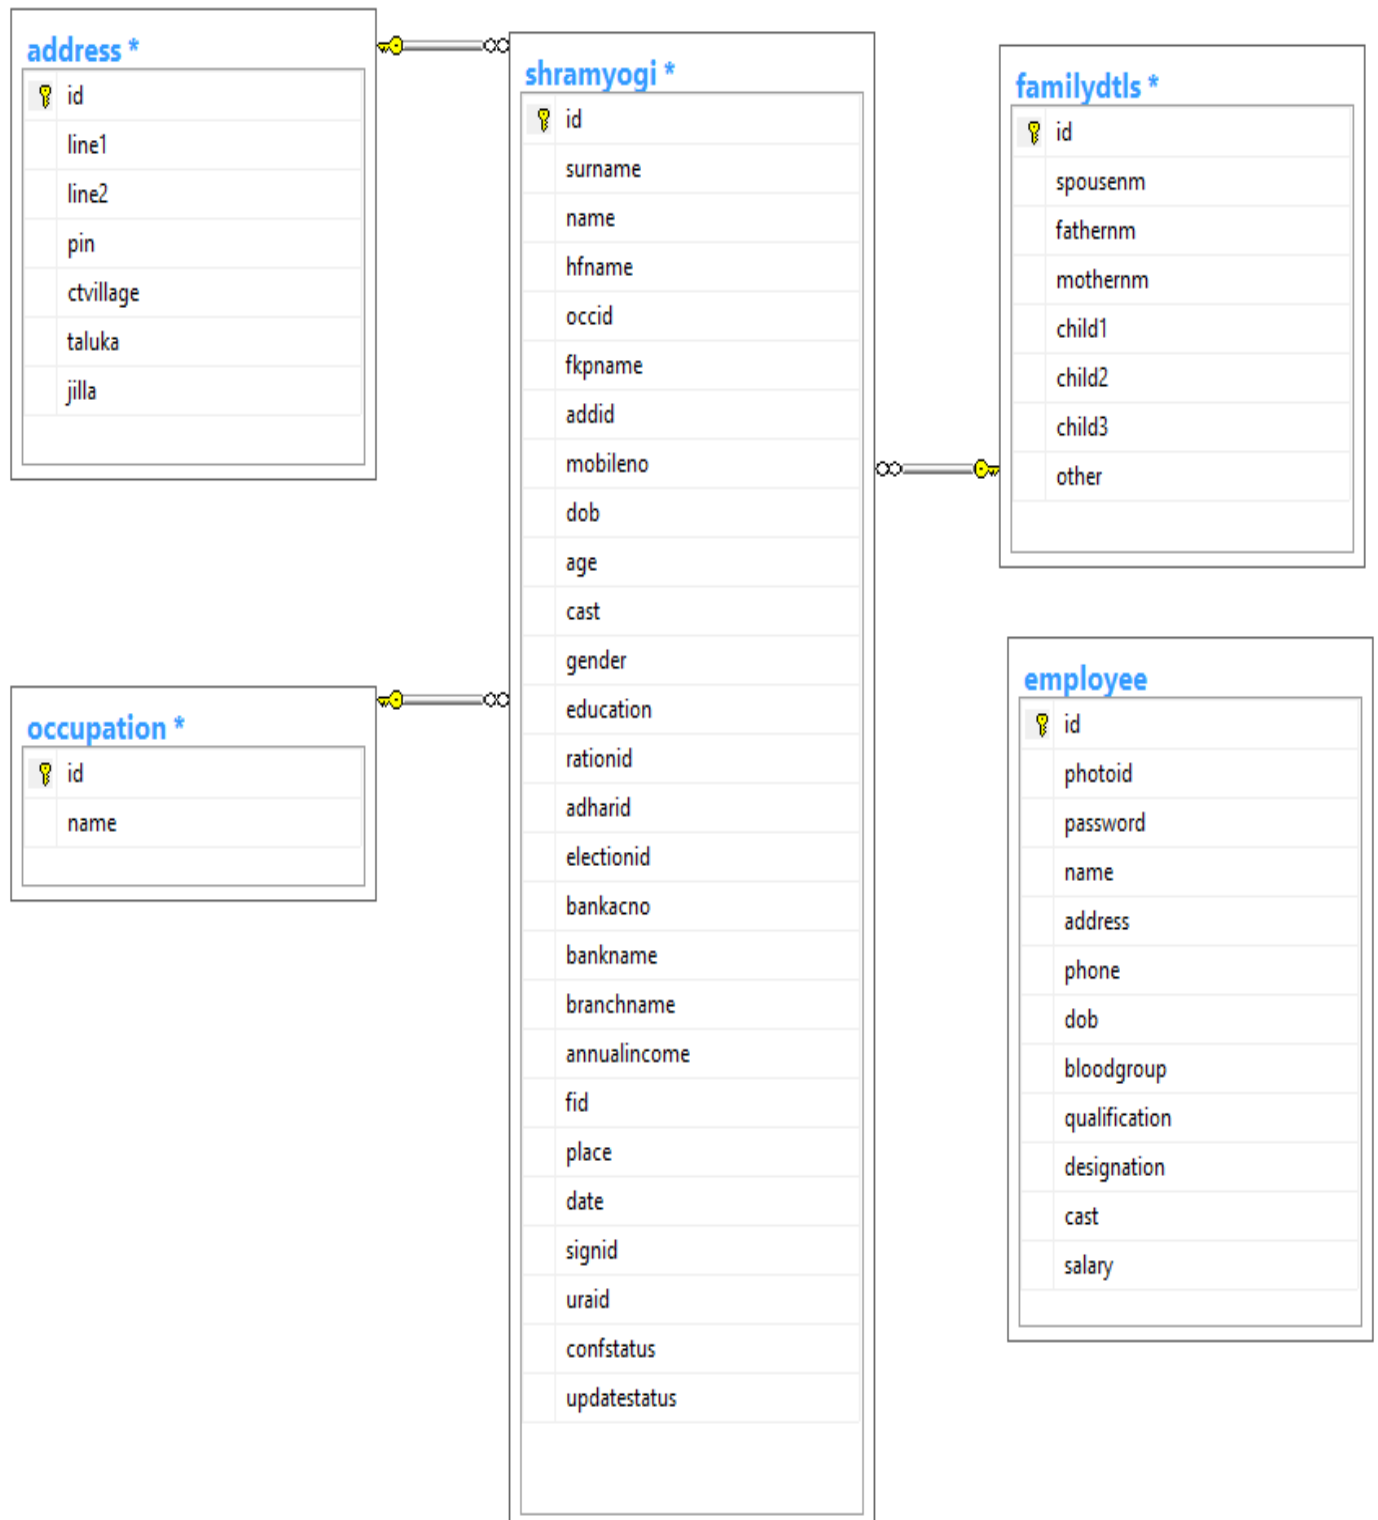 address *
id
line1
line2
pin
ctvillage
taluka
jilla
occupation *
id
name
shramyogi *
id
surname
name
hfname
occid
fkpname
addid
mobileno
dob
age
cast
gender
education
rationid
adharid
electionid
bankacno
bankname
branchname
annualincome
fid
place
date
signid
uraid
confstatus
updatestatus
familydtls *
id
spousenm
fathernm
mothernm
child1
child2
child3
other
employee
id
photoid
password
name
address
phone
dob
bloodgroup
qualification
designation
cast
salary